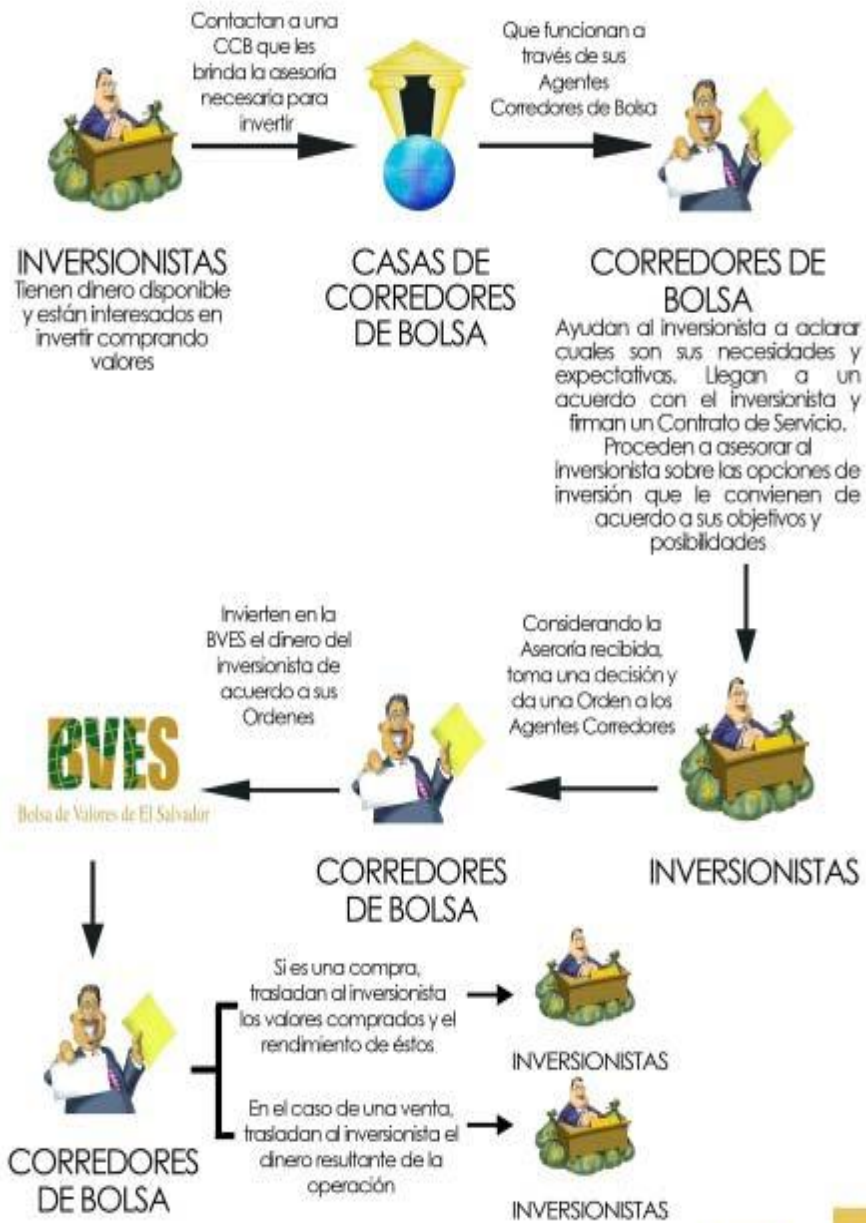 Contactan a una
CCB que les
brinda la asesoría
necesaria para
invertir
Que funcionan a
través de sus
Agentes
Corredores de Bolsa
INVERSIONISTAS
Tienen dinero disponible
y están interesados en
invertir comprando
valores
CASAS DE
CORREDORES
DE BOLSA
CORREDORES DE
BOLSA
Ayudan al inversionista a aclarar
cuales son sus necesidades y
expectativas. Llegan a un
acuerdo con el inversionista y
firman un Contrato de Servicio.
Proceden a asesorar al
inversionista sobre las opciones de
inversión que le convienen de
acuerdo a sus objetivos y
posibilidades
Considerando la
Aseroría recibida,
toma una decisión y
da una Orden a los
Agentes Corredores
INVERSIONISTAS
Invierten en la
BVES el dinero del
inversionista de
acuerdo a sus
Ordenes
CORREDORES
DE BOLSA
BVES
Bolsa de Valores de El Salvador
CORREDORES
DE BOLSA
Si es una compra,
trasladan al inversionista
los valores comprados y el
rendimiento de éstos
INVERSIONISTAS
En el caso de una venta,
trasladan al inversionista el
dinero resultante de la
operación
INVERSIONISTAS